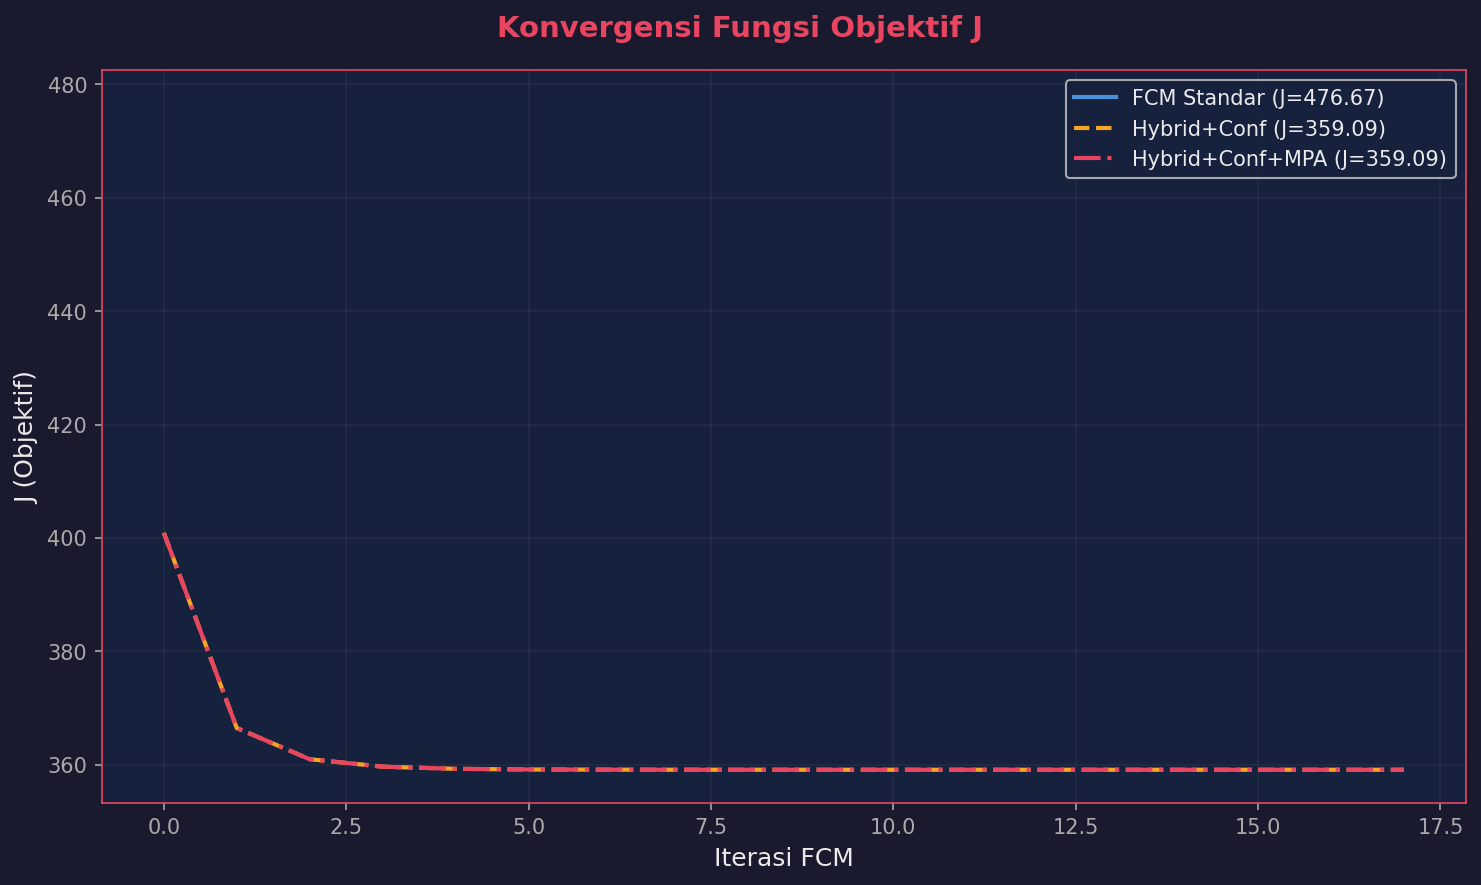 Konvergensi Fungsi Objektif J
FCM Standar (J=476.67)
Hybrid+Conf (J=359.09)
Hybrid+Conf+MPA (J=359.09)
J (Objektif)
480
460
440
420
400
380
360
0.0 2.5 5.0 7.5 10.0 12.5 15.0 17.5
Iterasi FCM